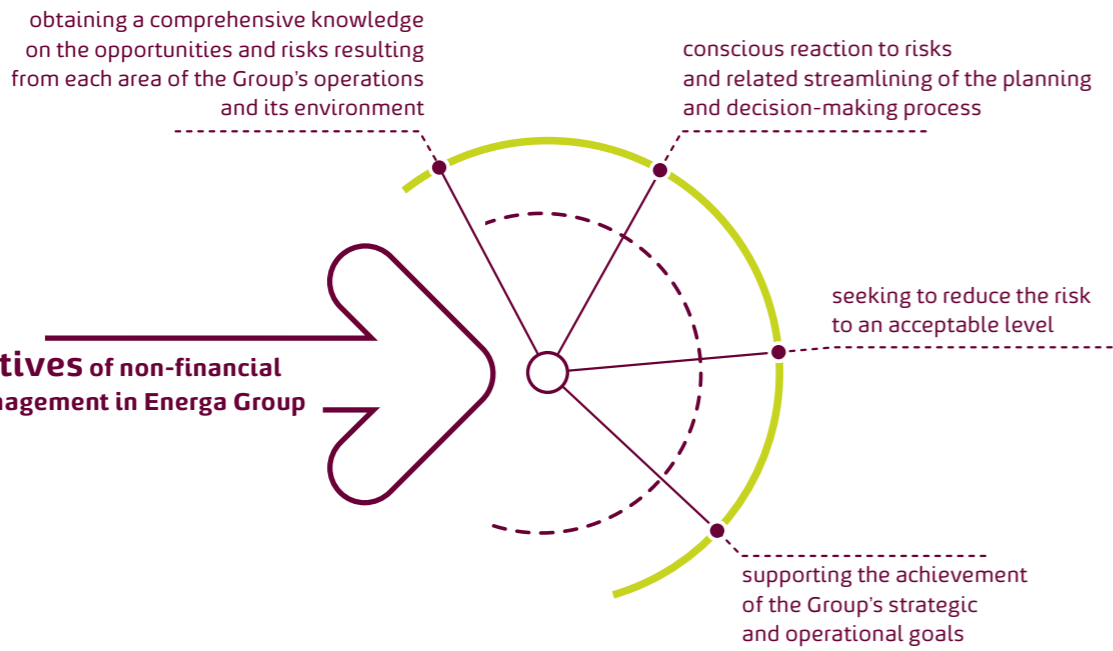 obtaining a comprehensive knowledge
on the opportunities and risks resulting
from each area of the Group's operations
and its environment
conscious reaction to risks
and related streamlining of the planning
and decision-making process
seeking to reduce the risk
to an acceptable level
of non-financial
in Energa Group
supporting the achievement
of the Group's strategic
and operational goals